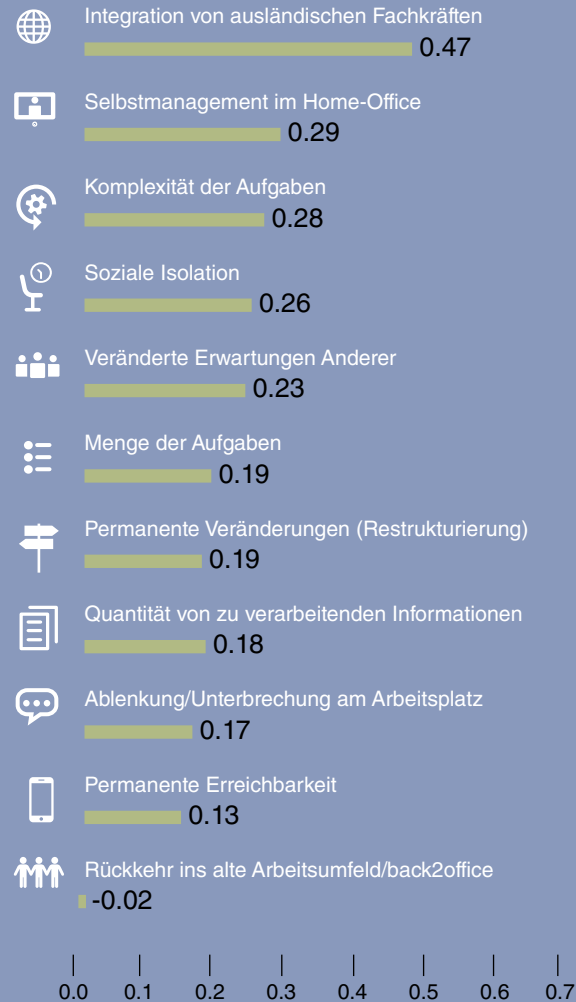 Integration von ausländischen Fachkräften
0.47
Selbstmanagement im Home-Office
0.29
Komplexität der Aufgaben
0.28
Soziale Isolation
0.26
Veränderte Erwartungen Anderer
0.23
Menge der Aufgaben
0.19
Permanente Veränderungen (Restrukturierung)
0.19
Quantität von zu verarbeitenden Informationen
0.18
Ablenkung/Unterbrechung am Arbeitsplatz
0.17
Permanente Erreichbarkeit
0.13
Rückkehr ins alte Arbeitsumfeld/back2office
-0.02
0.0 0.1 0.2 0.3 0.4 0.5 0.6 0.7